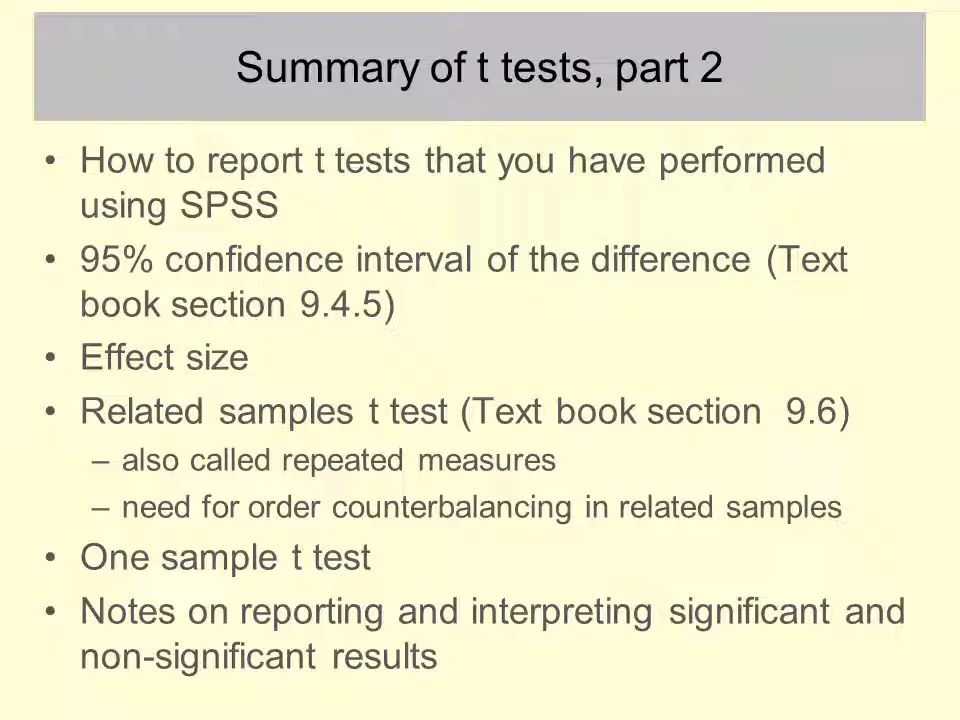 Summary of t tests, part 2
• How to report t tests that you have performed
using SPSS
• 95% confidence interval of the difference (Text
book section 9.4.5)
• Effect size
• Related samples t test (Text book section 9.6)
– also called repeated measures
– need for order counterbalancing in related samples
• One sample t test
• Notes on reporting and interpreting significant and
non-significant results